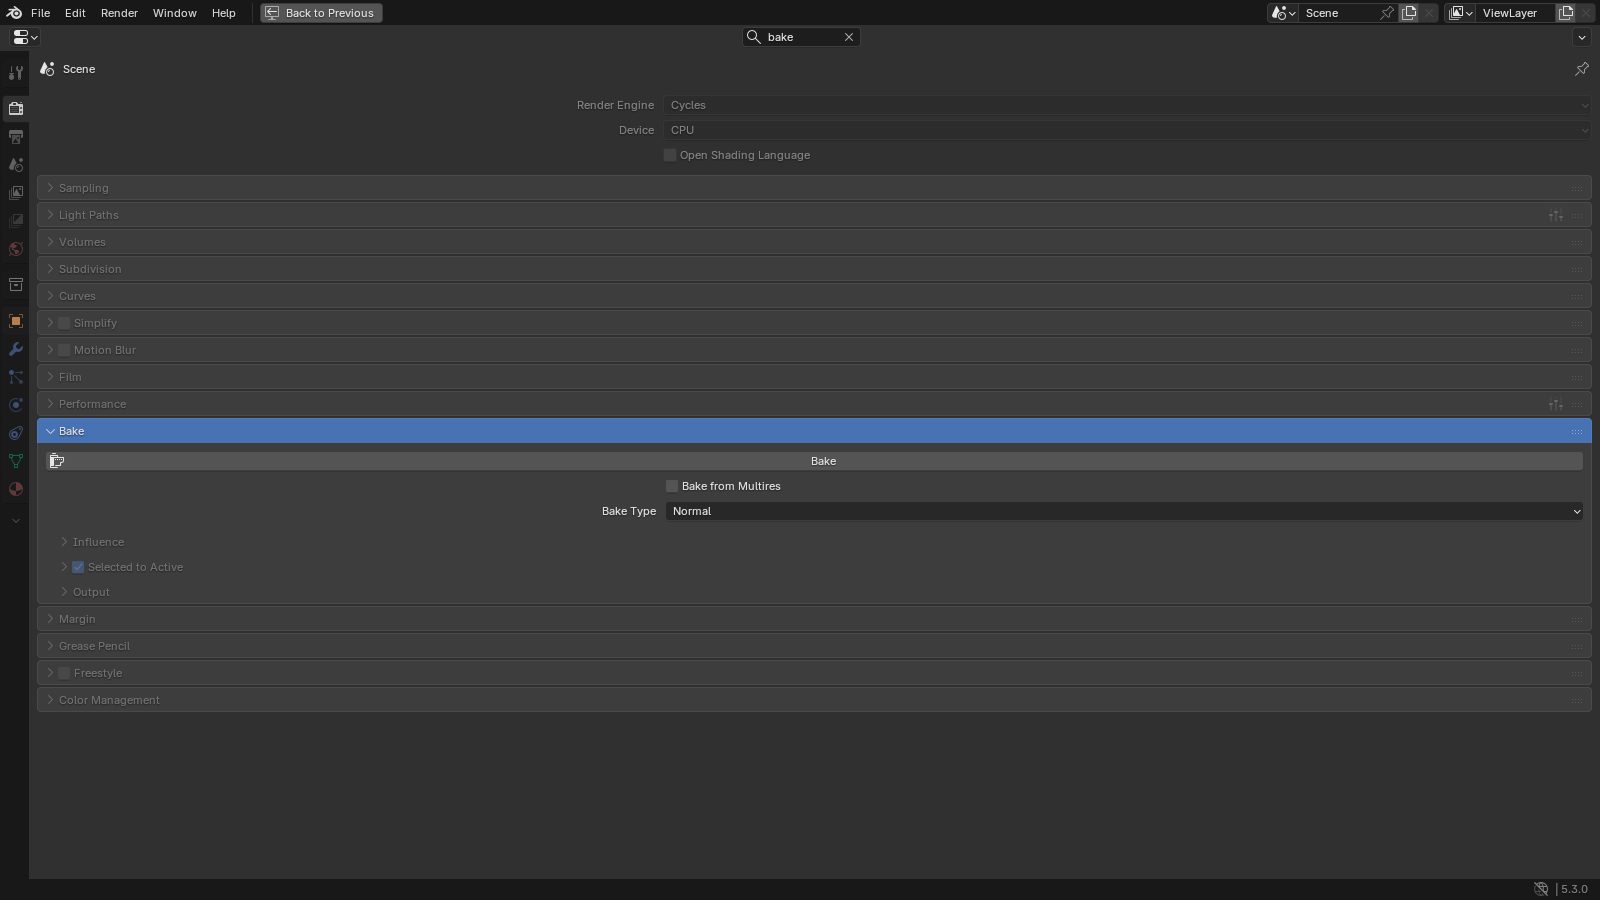 File Edit Render Window Help Back to Previous Scene ViewLayer
bake
Scene
Render Engine Cycles
Device CPU
Open Shading Language
Sampling
Light Paths
Volumes
Subdivision
Curves
Simplify
Motion Blur
Film
Performance
Bake
Bake
Bake from Multires
Bake Type Normal
Influence
Selected to Active
Output
Margin
Grease Pencil
Freestyle
Color Management
5.3.0